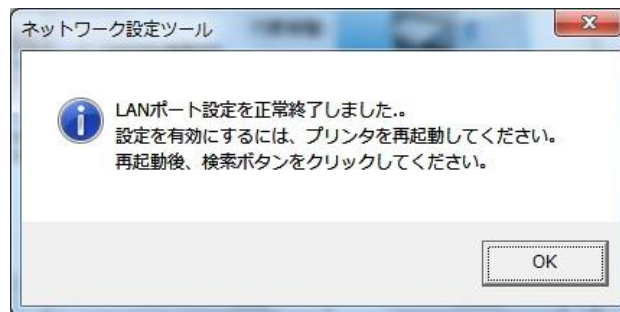 ネットワーク設定ツール
LANポート設定を正常終了しました.。
設定を有効にするには、プリンタを再起動してください。
再起動後、検索ボタンをクリックしてください。
OK